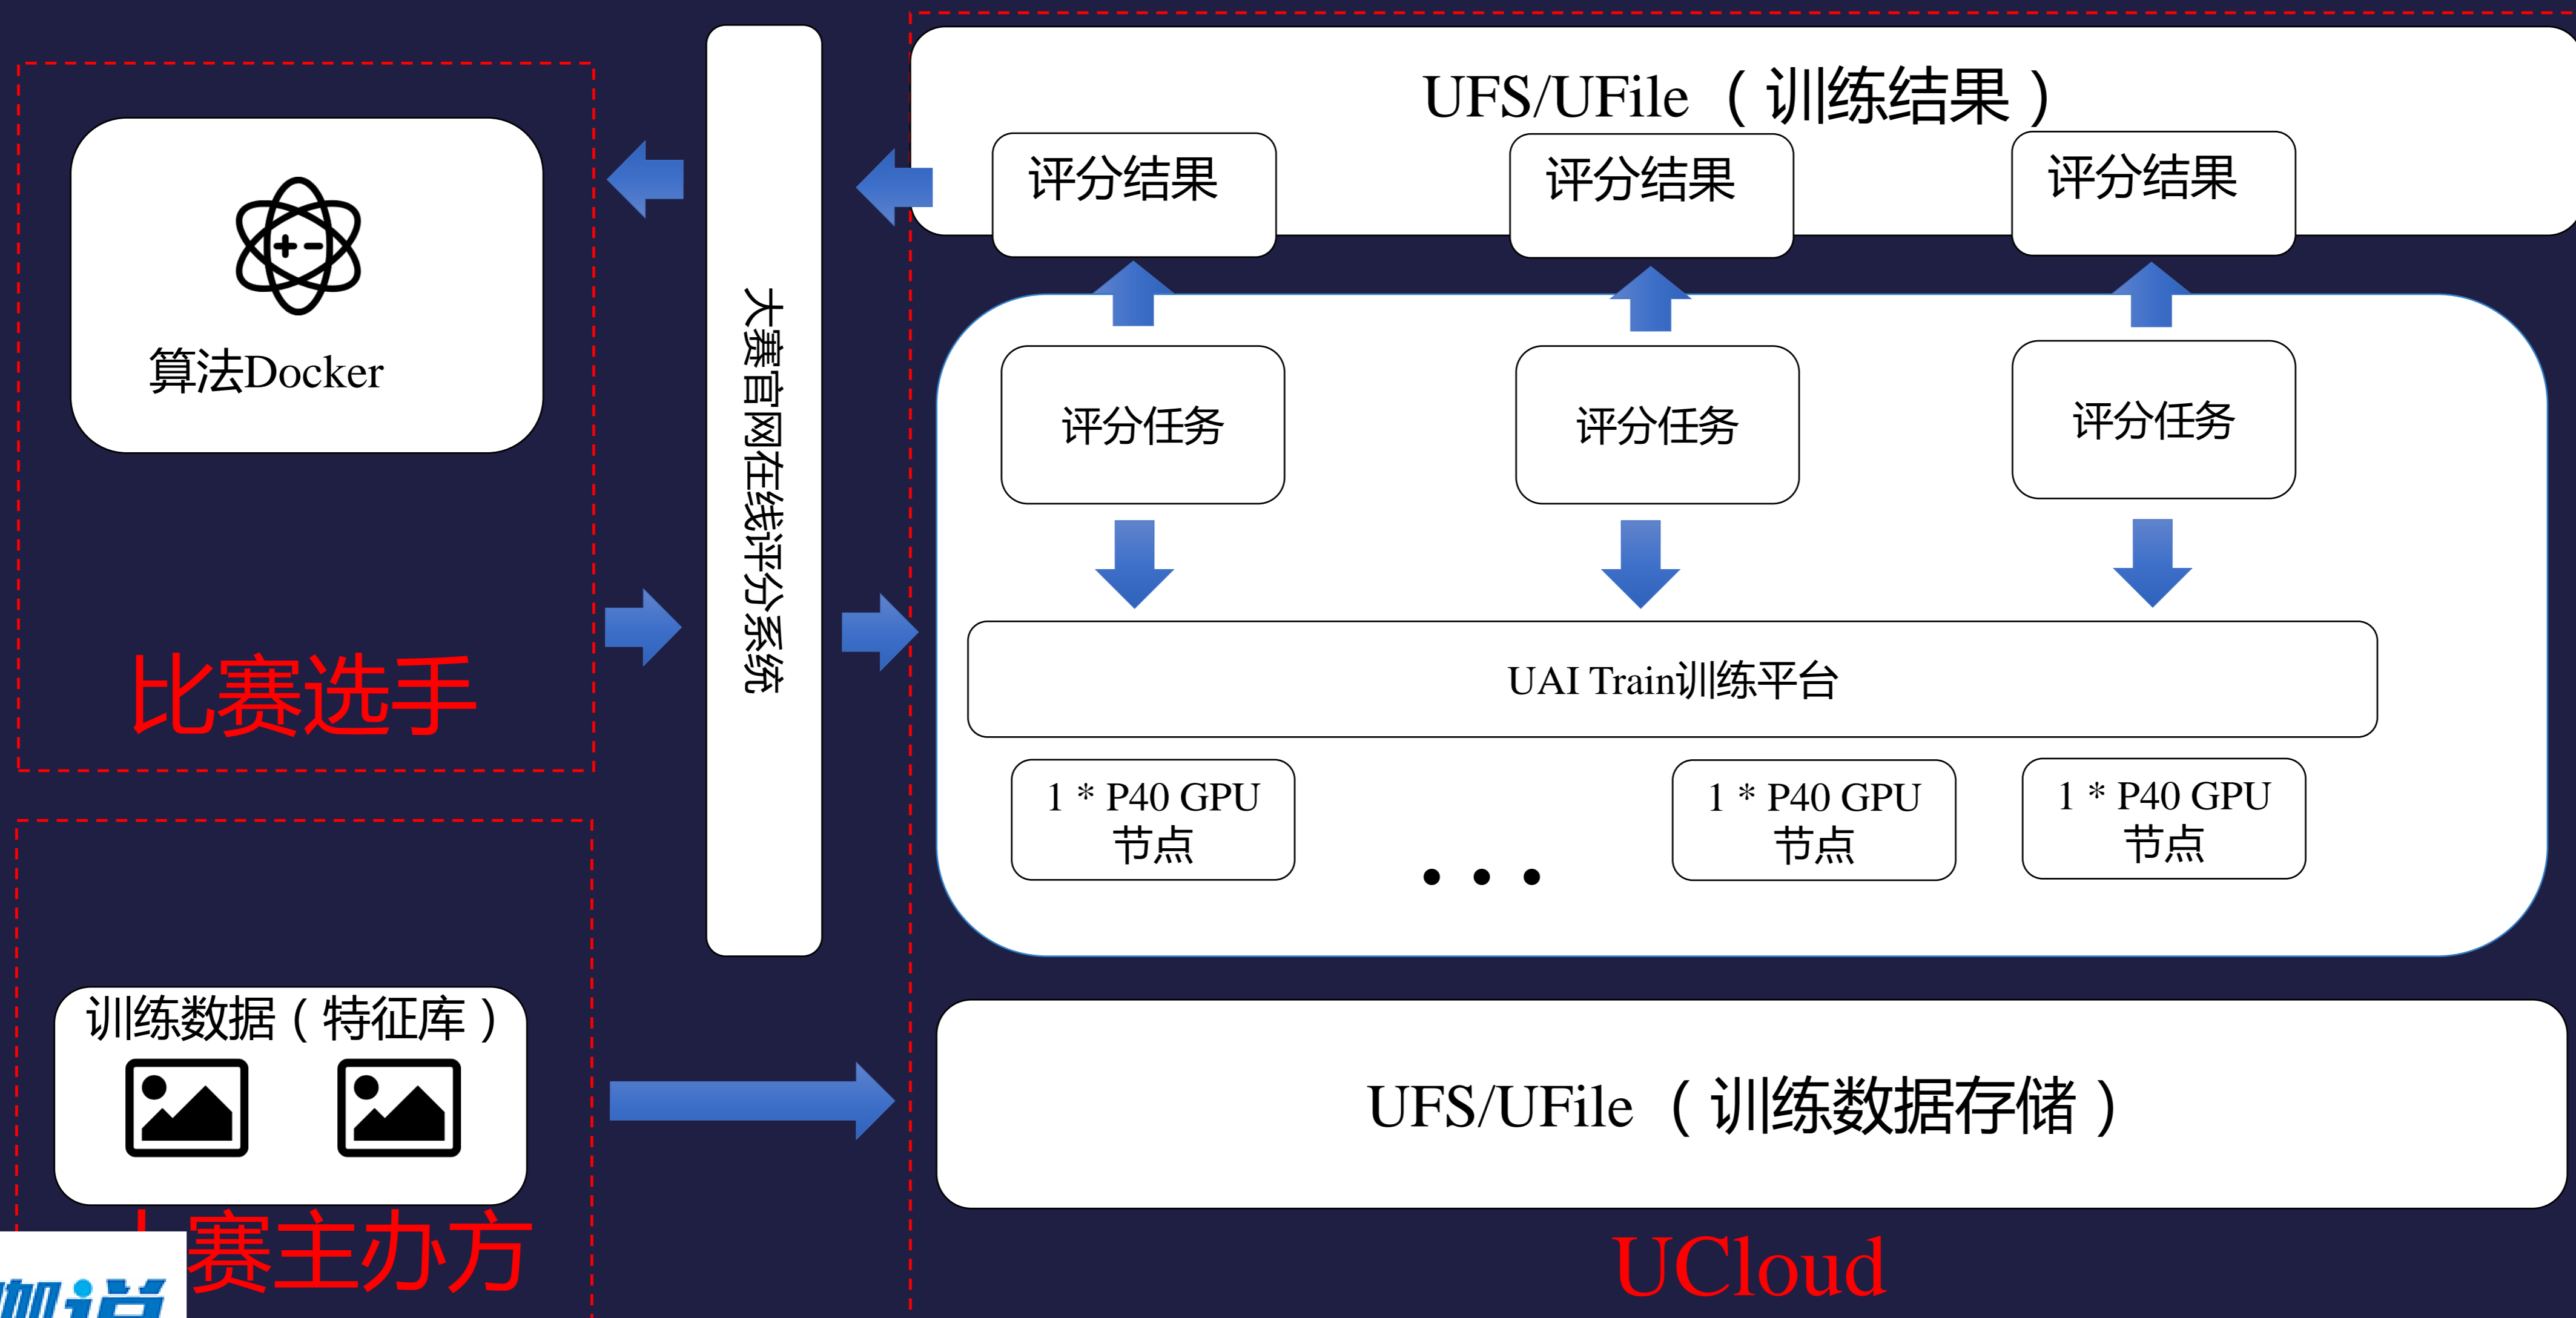 UFS/UFile（训练结果）
评分结果
评分结果
评分结果
算法Docker
大赛官网在线评分系统
评分任务
评分任务
评分任务
比赛选手
UAI Train训练平台
1 * P40 GPU
节点
• • •
1 * P40 GPU
节点
1 * P40 GPU
节点
训练数据（特征库）
UFS/UFile（训练数据存储）
赛主办方
UCloud
咖说